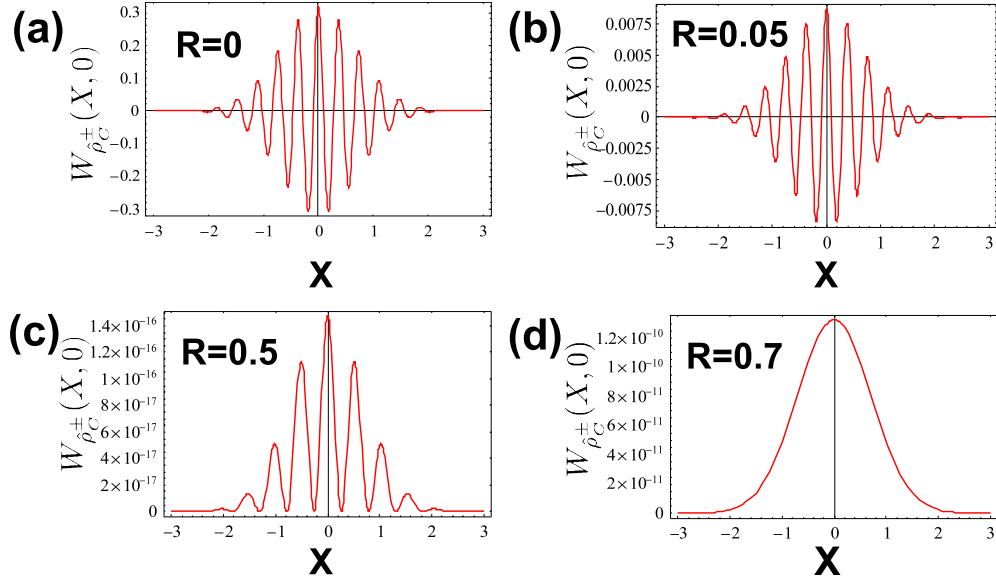 (a)
R=0
W_{\hat{\rho}_C^{\pm}}(X, 0)
0.3
0.2
0.1
0
−0.1
−0.2
−0.3
−3 −2 −1 0 1 2 3
X
(b)
R=0.05
W_{\hat{\rho}_C^{\pm}}(X, 0)
0.0075
0.005
0.0025
0
−0.0025
−0.005
−0.0075
−3 −2 −1 0 1 2 3
X
(c)
R=0.5
W_{\hat{\rho}_C^{\pm}}(X, 0)
1.4×10⁻¹⁶
1.2×10⁻¹⁶
1×10⁻¹⁶
8×10⁻¹⁷
6×10⁻¹⁷
4×10⁻¹⁷
2×10⁻¹⁷
0
−3 −2 −1 0 1 2 3
X
(d)
R=0.7
W_{\hat{\rho}_C^{\pm}}(X, 0)
1.2×10⁻¹⁰
1×10⁻¹⁰
8×10⁻¹¹
6×10⁻¹¹
4×10⁻¹¹
2×10⁻¹¹
0
−3 −2 −1 0 1 2 3
X